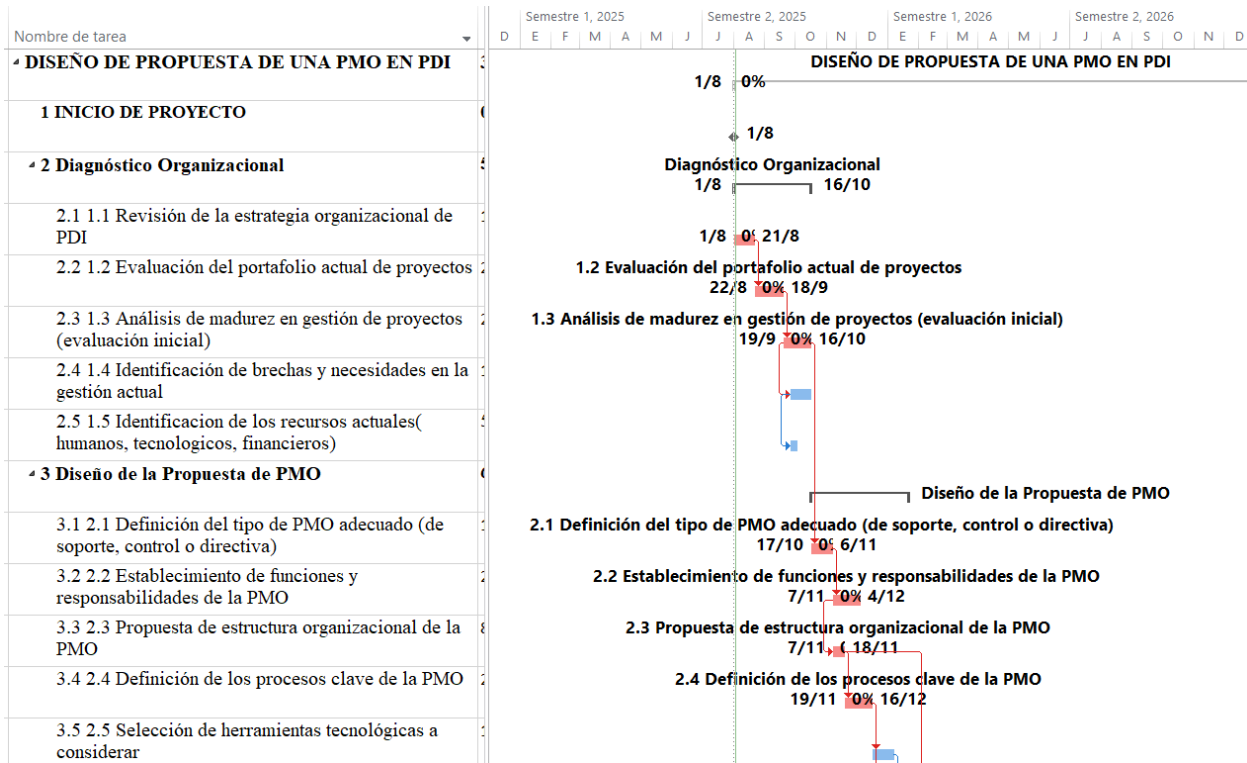 Semestre 1, 2025 Semestre 2, 2025 Semestre 1, 2026 Semestre 2, 2026
Nombre de tarea D E F M A M J J A S O N D E F M A M J J A S O N D
DISEÑO DE PROPUESTA DE UNA PMO EN PDI
DISEÑO DE PROPUESTA DE UNA PMO EN PDI
1/8 0%
1 INICIO DE PROYECTO
1/8
2 Diagnóstico Organizacional
Diagnóstico Organizacional
1/8 16/10
2.1 1.1 Revisión de la estrategia organizacional de
PDI
1/8 0% 21/8
2.2 1.2 Evaluación del portafolio actual de proyectos
1.2 Evaluación del portafolio actual de proyectos
22/8 0% 18/9
2.3 1.3 Análisis de madurez en gestión de proyectos
(evaluación inicial)
1.3 Análisis de madurez en gestión de proyectos (evaluación inicial)
19/9 0% 16/10
2.4 1.4 Identificación de brechas y necesidades en la
gestión actual
2.5 1.5 Identificacion de los recursos actuales(
humanos, tecnologicos, financieros)
3 Diseño de la Propuesta de PMO
Diseño de la Propuesta de PMO
3.1 2.1 Definición del tipo de PMO adecuado (de
soporte, control o directiva)
2.1 Definición del tipo de PMO adecuado (de soporte, control o directiva)
17/10 0% 6/11
3.2 2.2 Establecimiento de funciones y
responsabilidades de la PMO
2.2 Establecimiento de funciones y responsabilidades de la PMO
7/11 0% 4/12
3.3 2.3 Propuesta de estructura organizacional de la
PMO
2.3 Propuesta de estructura organizacional de la PMO
7/11 18/11
3.4 2.4 Definición de los procesos clave de la PMO
2.4 Definición de los procesos clave de la PMO
19/11 0% 16/12
3.5 2.5 Selección de herramientas tecnológicas a
considerar